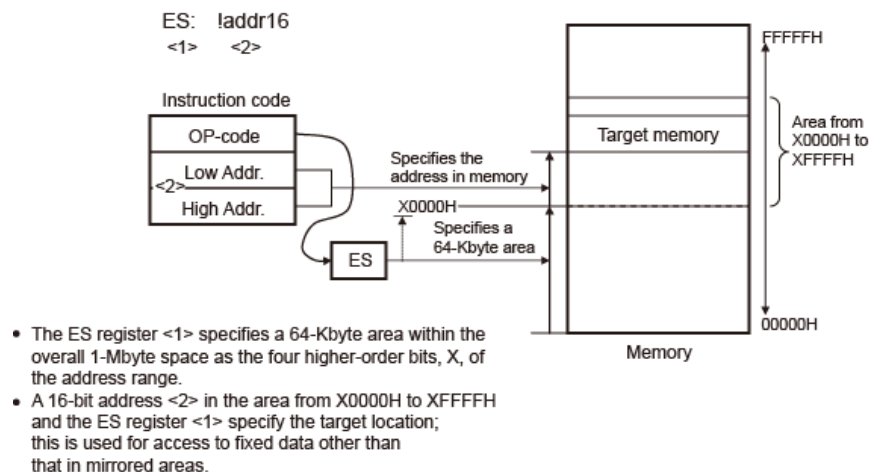 ES: !addr16
<1> <2>
Instruction code
OP-code
Low Addr.
<2>
High Addr.
ES
Specifies the
address in memory
X0000H
Specifies a
64-Kbyte area
Target memory
FFFFFH
Area from
X0000H to
XFFFFH
00000H
Memory
• The ES register <1> specifies a 64-Kbyte area within the
overall 1-Mbyte space as the four higher-order bits, X, of
the address range.
• A 16-bit address <2> in the area from X0000H to XFFFFH
and the ES register <1> specify the target location;
this is used for access to fixed data other than
that in mirrored areas.